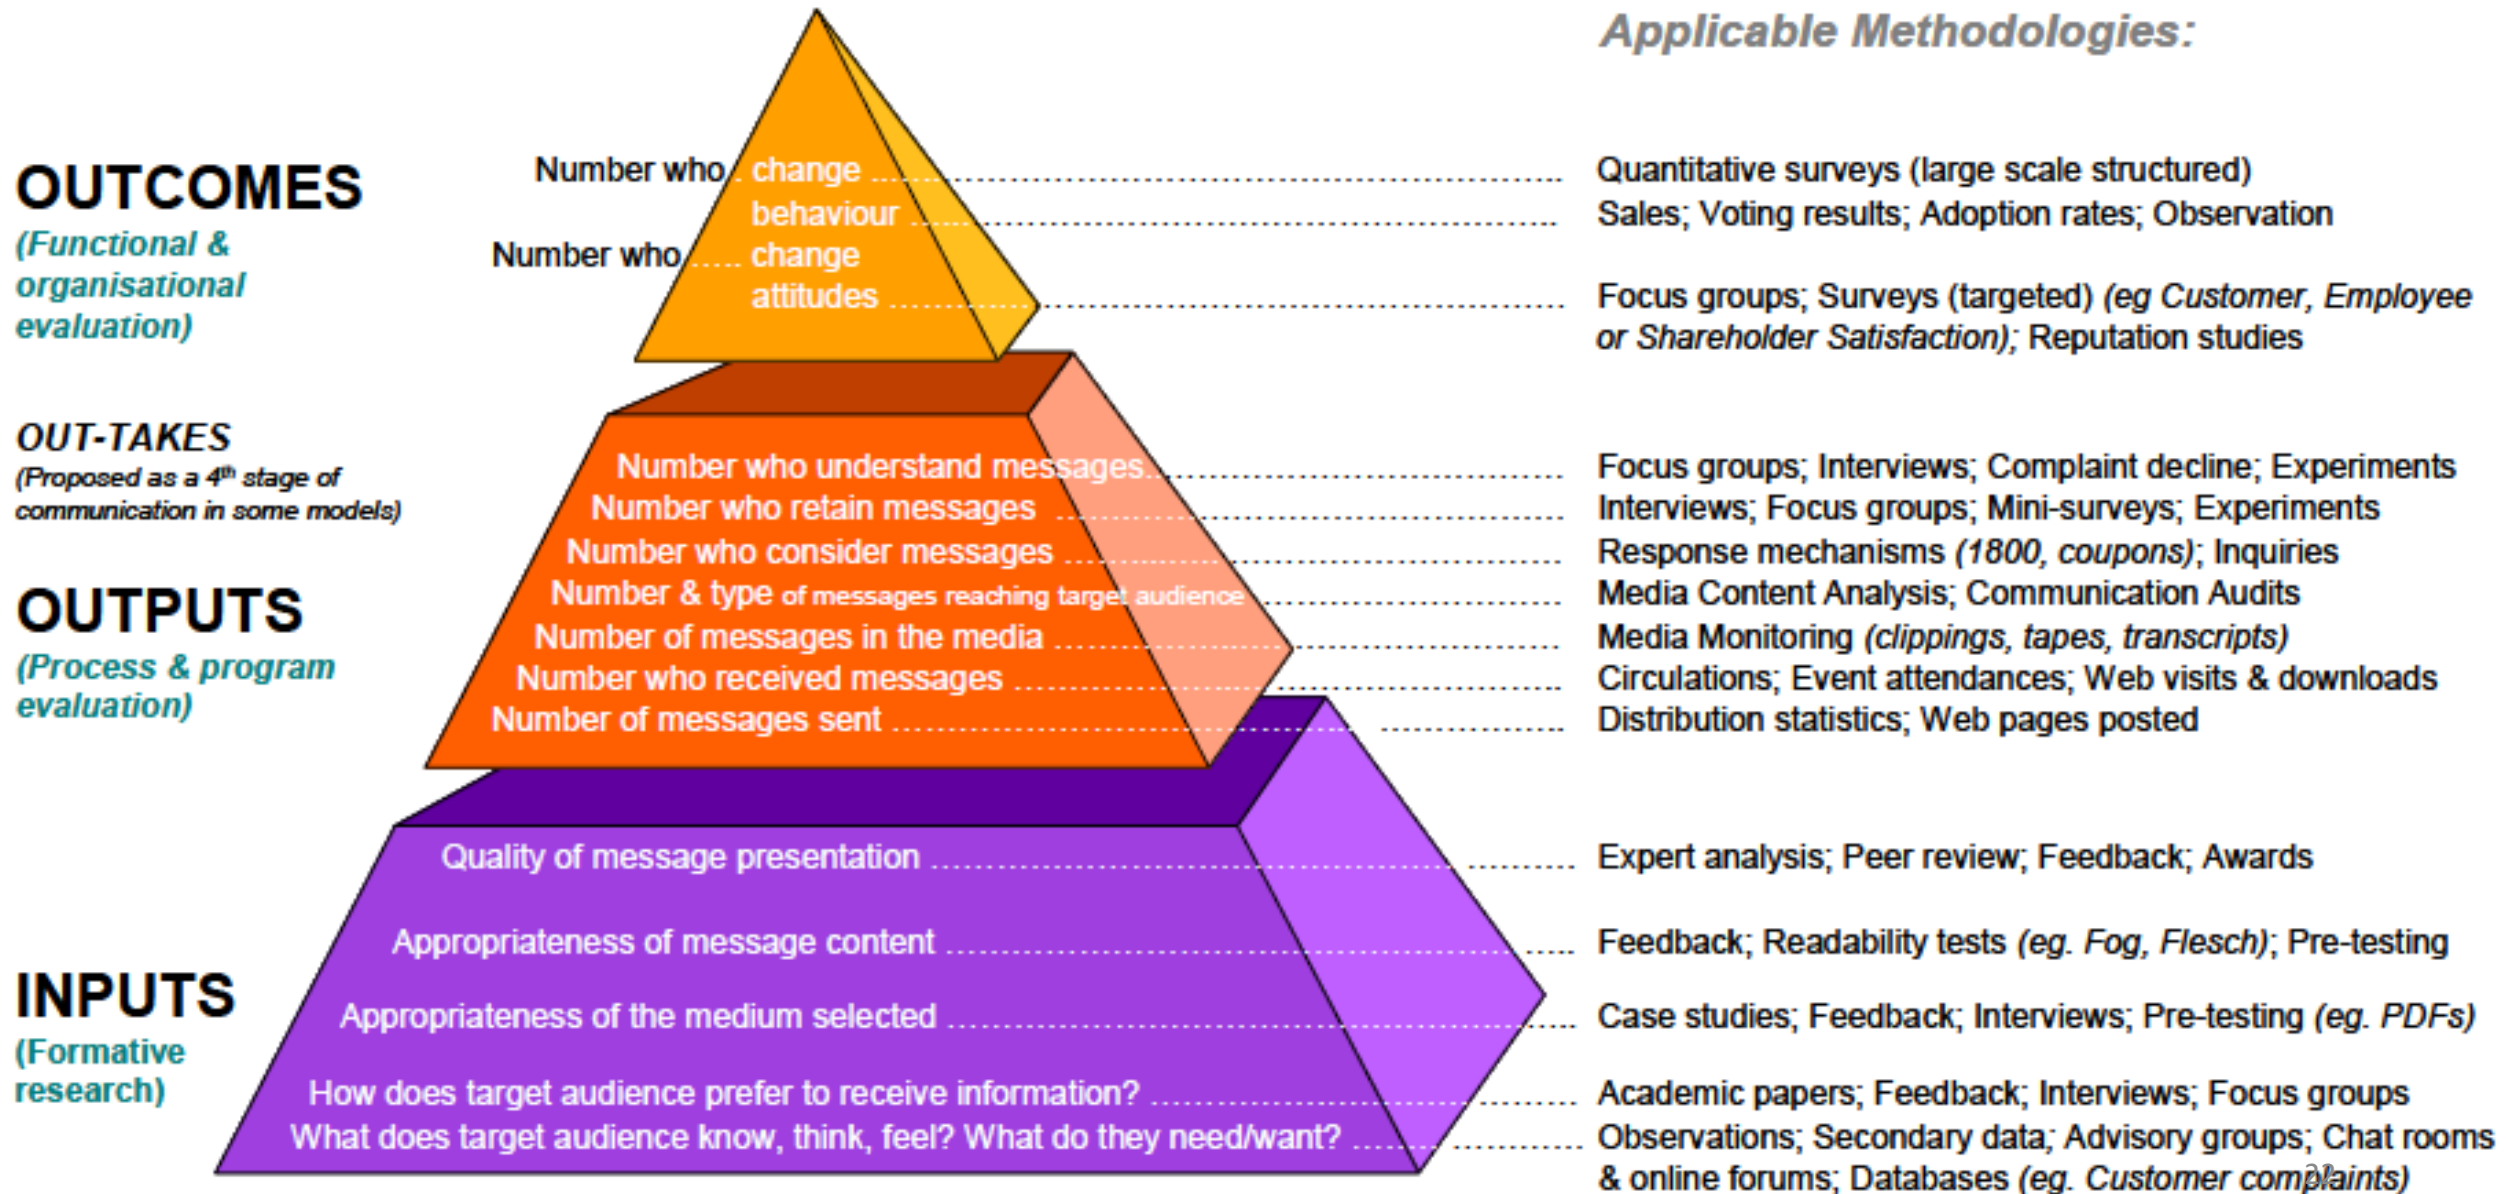 Applicable Methodologies:
OUTCOMES
(Functional &
organisational
evaluation)
Number who . change ........ Quantitative surveys (large scale structured)
behaviour ........ Sales; Voting results; Adoption rates; Observation
Number who ..... change
attitudes ........ Focus groups; Surveys (targeted) (eg Customer, Employee
or Shareholder Satisfaction); Reputation studies
OUT-TAKES
(Proposed as a 4th stage of
communication in some models)
Number who understand messages ........ Focus groups; Interviews; Complaint decline; Experiments
Number who retain messages ........ Interviews; Focus groups; Mini-surveys; Experiments
Number who consider messages ........ Response mechanisms (1800, coupons); Inquiries
OUTPUTS
(Process & program
evaluation)
Number & type of messages reaching target audience ........ Media Content Analysis; Communication Audits
Number of messages in the media ........ Media Monitoring (clippings, tapes, transcripts)
Number who received messages ........ Circulations; Event attendances; Web visits & downloads
Number of messages sent ........ Distribution statistics; Web pages posted
Quality of message presentation ........ Expert analysis; Peer review; Feedback; Awards
Appropriateness of message content ........ Feedback; Readability tests (eg. Fog, Flesch); Pre-testing
INPUTS
(Formative
research)
Appropriateness of the medium selected ........ Case studies; Feedback; Interviews; Pre-testing (eg. PDFs)
How does target audience prefer to receive information? ........ Academic papers; Feedback; Interviews; Focus groups
What does target audience know, think, feel? What do they need/want? ........ Observations; Secondary data; Advisory groups; Chat rooms
& online forums; Databases (eg. Customer complaints)